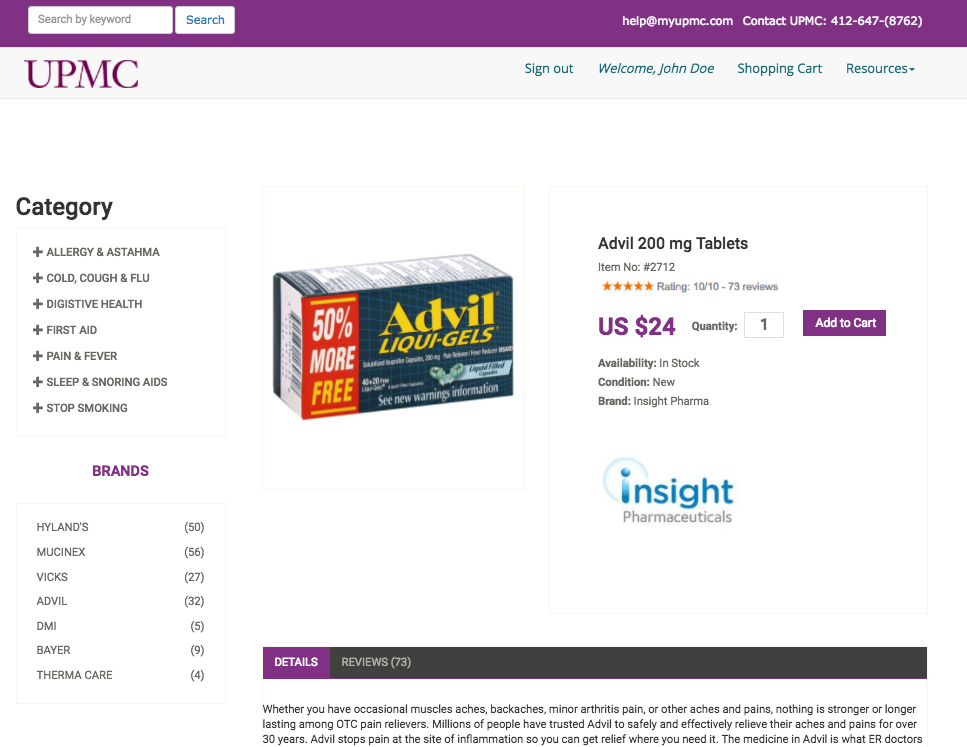 Search by keyword
Search
help@myupmc.com Contact UPMC: 412-647-(8762)
UPMC
Sign out
Welcome, John Doe
Shopping Cart
Resources
Category
ALLERGY & ASTAHMA
COLD, COUGH & FLU
DIGISTIVE HEALTH
FIRST AID
PAIN & FEVER
SLEEP & SNORING AIDS
STOP SMOKING
BRANDS
HYLAND'S (50)
MUCINEX (56)
VICKS (27)
ADVIL (32)
DMI (5)
BAYER (9)
THERMA CARE (4)
50%
MORE
FREE
Advil
LIQUI-GELS
Solubilized Ibuprofen Capsules, 200 mg Pain Reliever / Fever Reducer
40+20 Free
Liquid Filled
Capsules
See new warnings information
Advil 200 mg Tablets
Item No: #2712
Rating: 10/10 - 73 reviews
US $24 Quantity: 1 Add to Cart
Availability: In Stock
Condition: New
Brand: Insight Pharma
insight
Pharmaceuticals
DETAILS
REVIEWS (73)
Whether you have occasional muscles aches, backaches, minor arthritis pain, or other aches and pains, nothing is stronger or longer
lasting among OTC pain relievers. Millions of people have trusted Advil to safely and effectively relieve their aches and pains for over
30 years. Advil stops pain at the site of inflammation so you can get relief where you need it. The medicine in Advil is what ER doctors